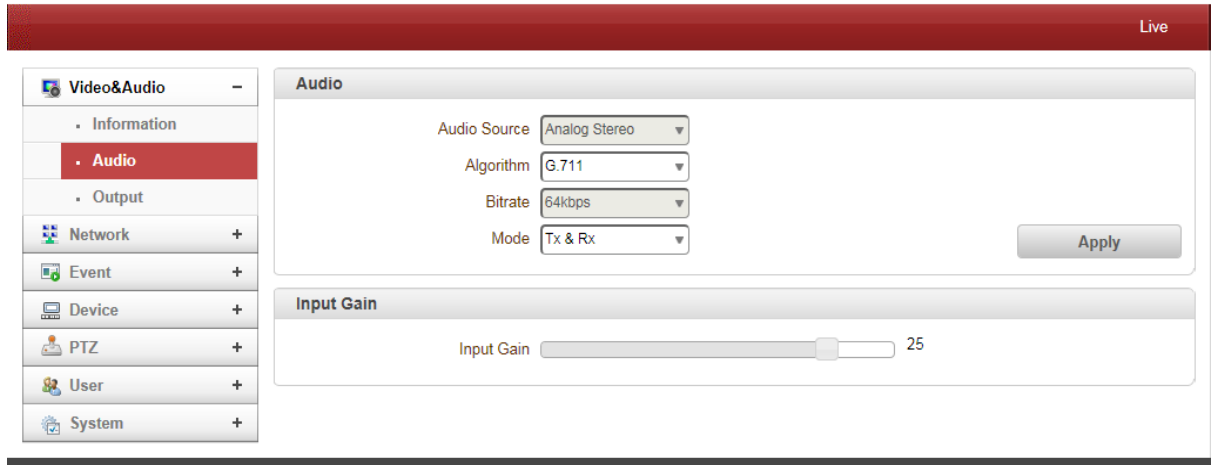 Live
Video&Audio −
Information
Audio
Output
Network +
Event +
Device +
PTZ +
User +
System +
Audio
Audio Source Analog Stereo
Algorithm G.711
Bitrate 64kbps
Mode Tx & Rx
Apply
Input Gain
Input Gain 25